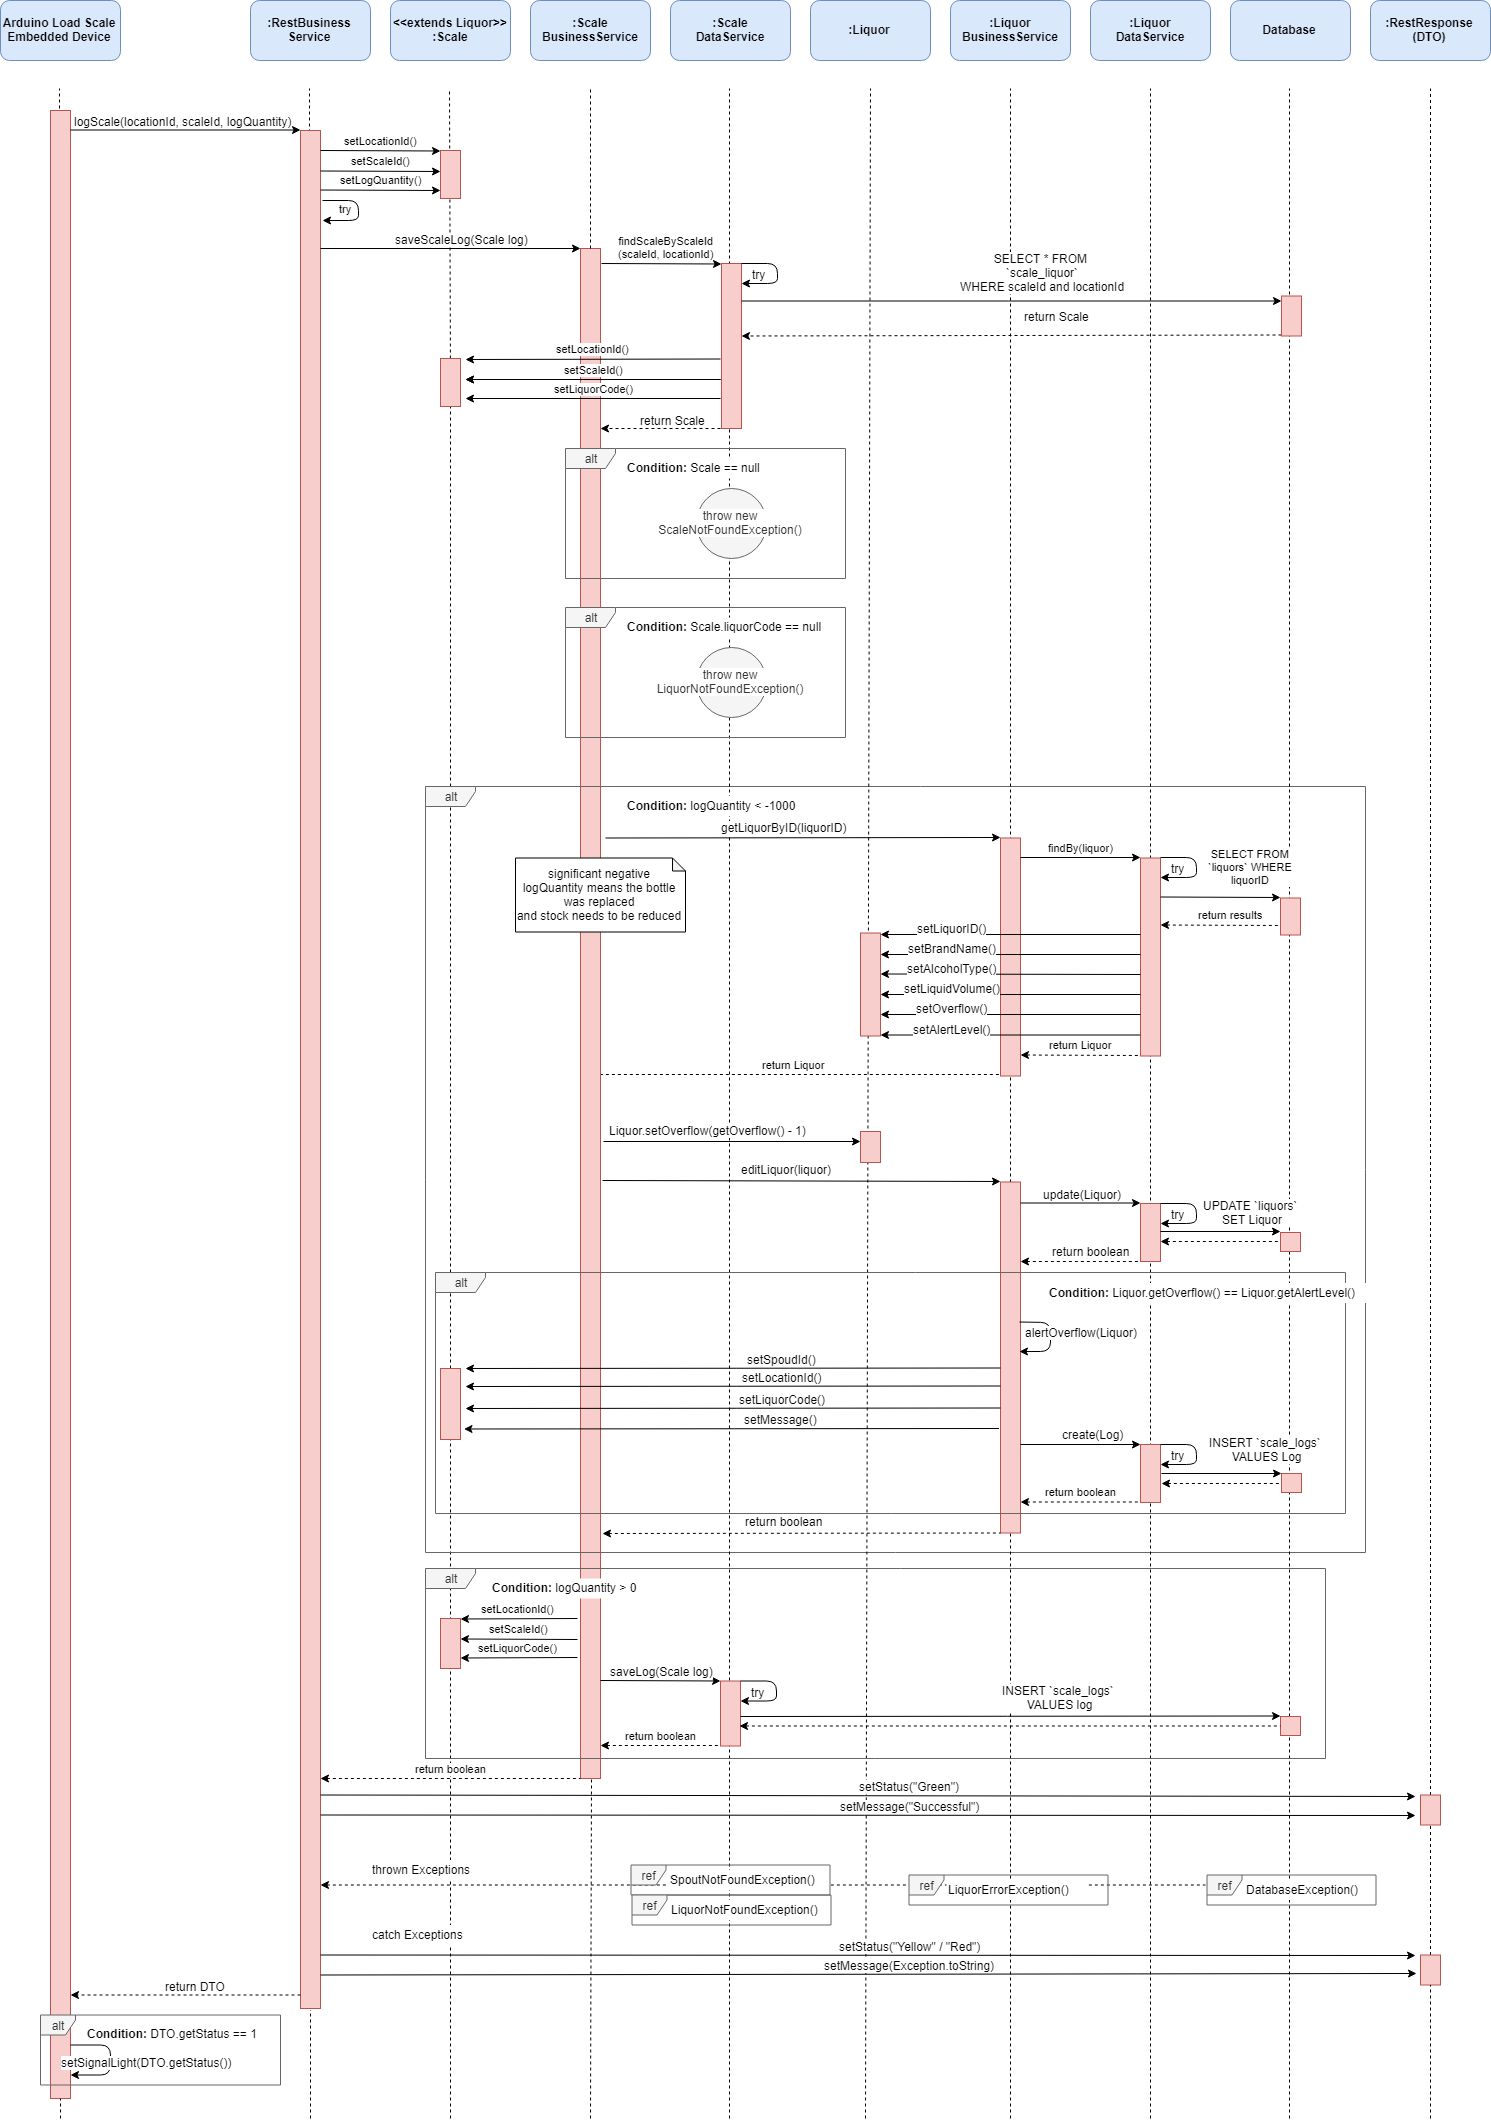 Arduino Load Scale
Embedded Device
:RestBusiness
Service
<<extends Liquor>>
:Scale
:Scale
BusinessService
:Scale
DataService
:Liquor
:Liquor
BusinessService
:Liquor
DataService
Database
:RestResponse
(DTO)
logScale(locationId, scaleId, logQuantity)
setLocationId()
setScaleId()
setLogQuantity()
try
saveScaleLog(Scale log)
findScaleByScaleId
(scaleId, locationId)
try
SELECT * FROM
`scale_liquor`
WHERE scaleId and locationId
return Scale
setLocationId()
setScaleId()
setLiquorCode()
return Scale
alt
Condition: Scale == null
throw new
ScaleNotFoundException()
alt
Condition: Scale.liquorCode == null
throw new
LiquorNotFoundException()
alt
Condition: logQuantity < -1000
getLiquorByID(liquorID)
findBy(liquor)
try
SELECT FROM
`liquors` WHERE
liquorID
significant negative
logQuantity means the bottle
was replaced
and stock needs to be reduced
return results
setLiquorID()
setBrandName()
setAlcoholType()
setLiquidVolume()
setOverflow()
setAlertLevel()
return Liquor
return Liquor
Liquor.setOverflow(getOverflow() - 1)
editLiquor(liquor)
update(Liquor)
try
UPDATE `liquors`
SET Liquor
return boolean
alt
Condition: Liquor.getOverflow() == Liquor.getAlertLevel()
alertOverflow(Liquor)
setSpoudId()
setLocationId()
setLiquorCode()
setMessage()
create(Log)
try
INSERT `scale_logs`
VALUES Log
return boolean
return boolean
alt
Condition: logQuantity > 0
setLocationId()
setScaleId()
setLiquorCode()
saveLog(Scale log)
try
INSERT `scale_logs`
VALUES log
return boolean
return boolean
setStatus("Green")
setMessage("Successful")
thrown Exceptions
ref
SpoutNotFoundException()
ref
LiquorErrorException()
ref
DatabaseException()
ref
LiquorNotFoundException()
catch Exceptions
setStatus("Yellow" / "Red")
setMessage(Exception.toString)
return DTO
alt
Condition: DTO.getStatus == 1
setSignalLight(DTO.getStatus())